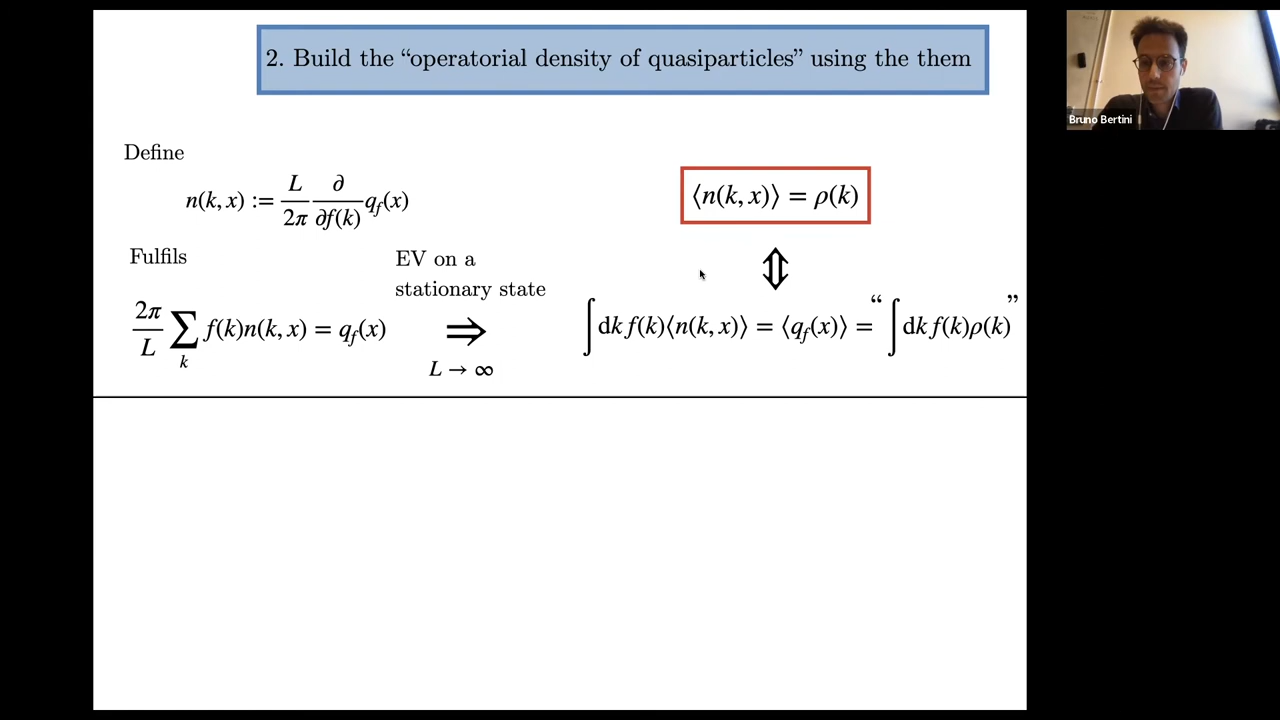 2. Build the “operatorial density of quasiparticles” using the them
Bruno Bertini
Define
n(k, x) := L/2π ∂/∂f(k) q_f(x)
⟨n(k, x)⟩ = ρ(k)
⇕
Fulfils
2π/L ∑_k f(k)n(k, x) = q_f(x)
EV on a
stationary state
⇒
L → ∞
∫ dk f(k)⟨n(k, x)⟩ = ⟨q_f(x)⟩ = “∫ dk f(k)ρ(k)”